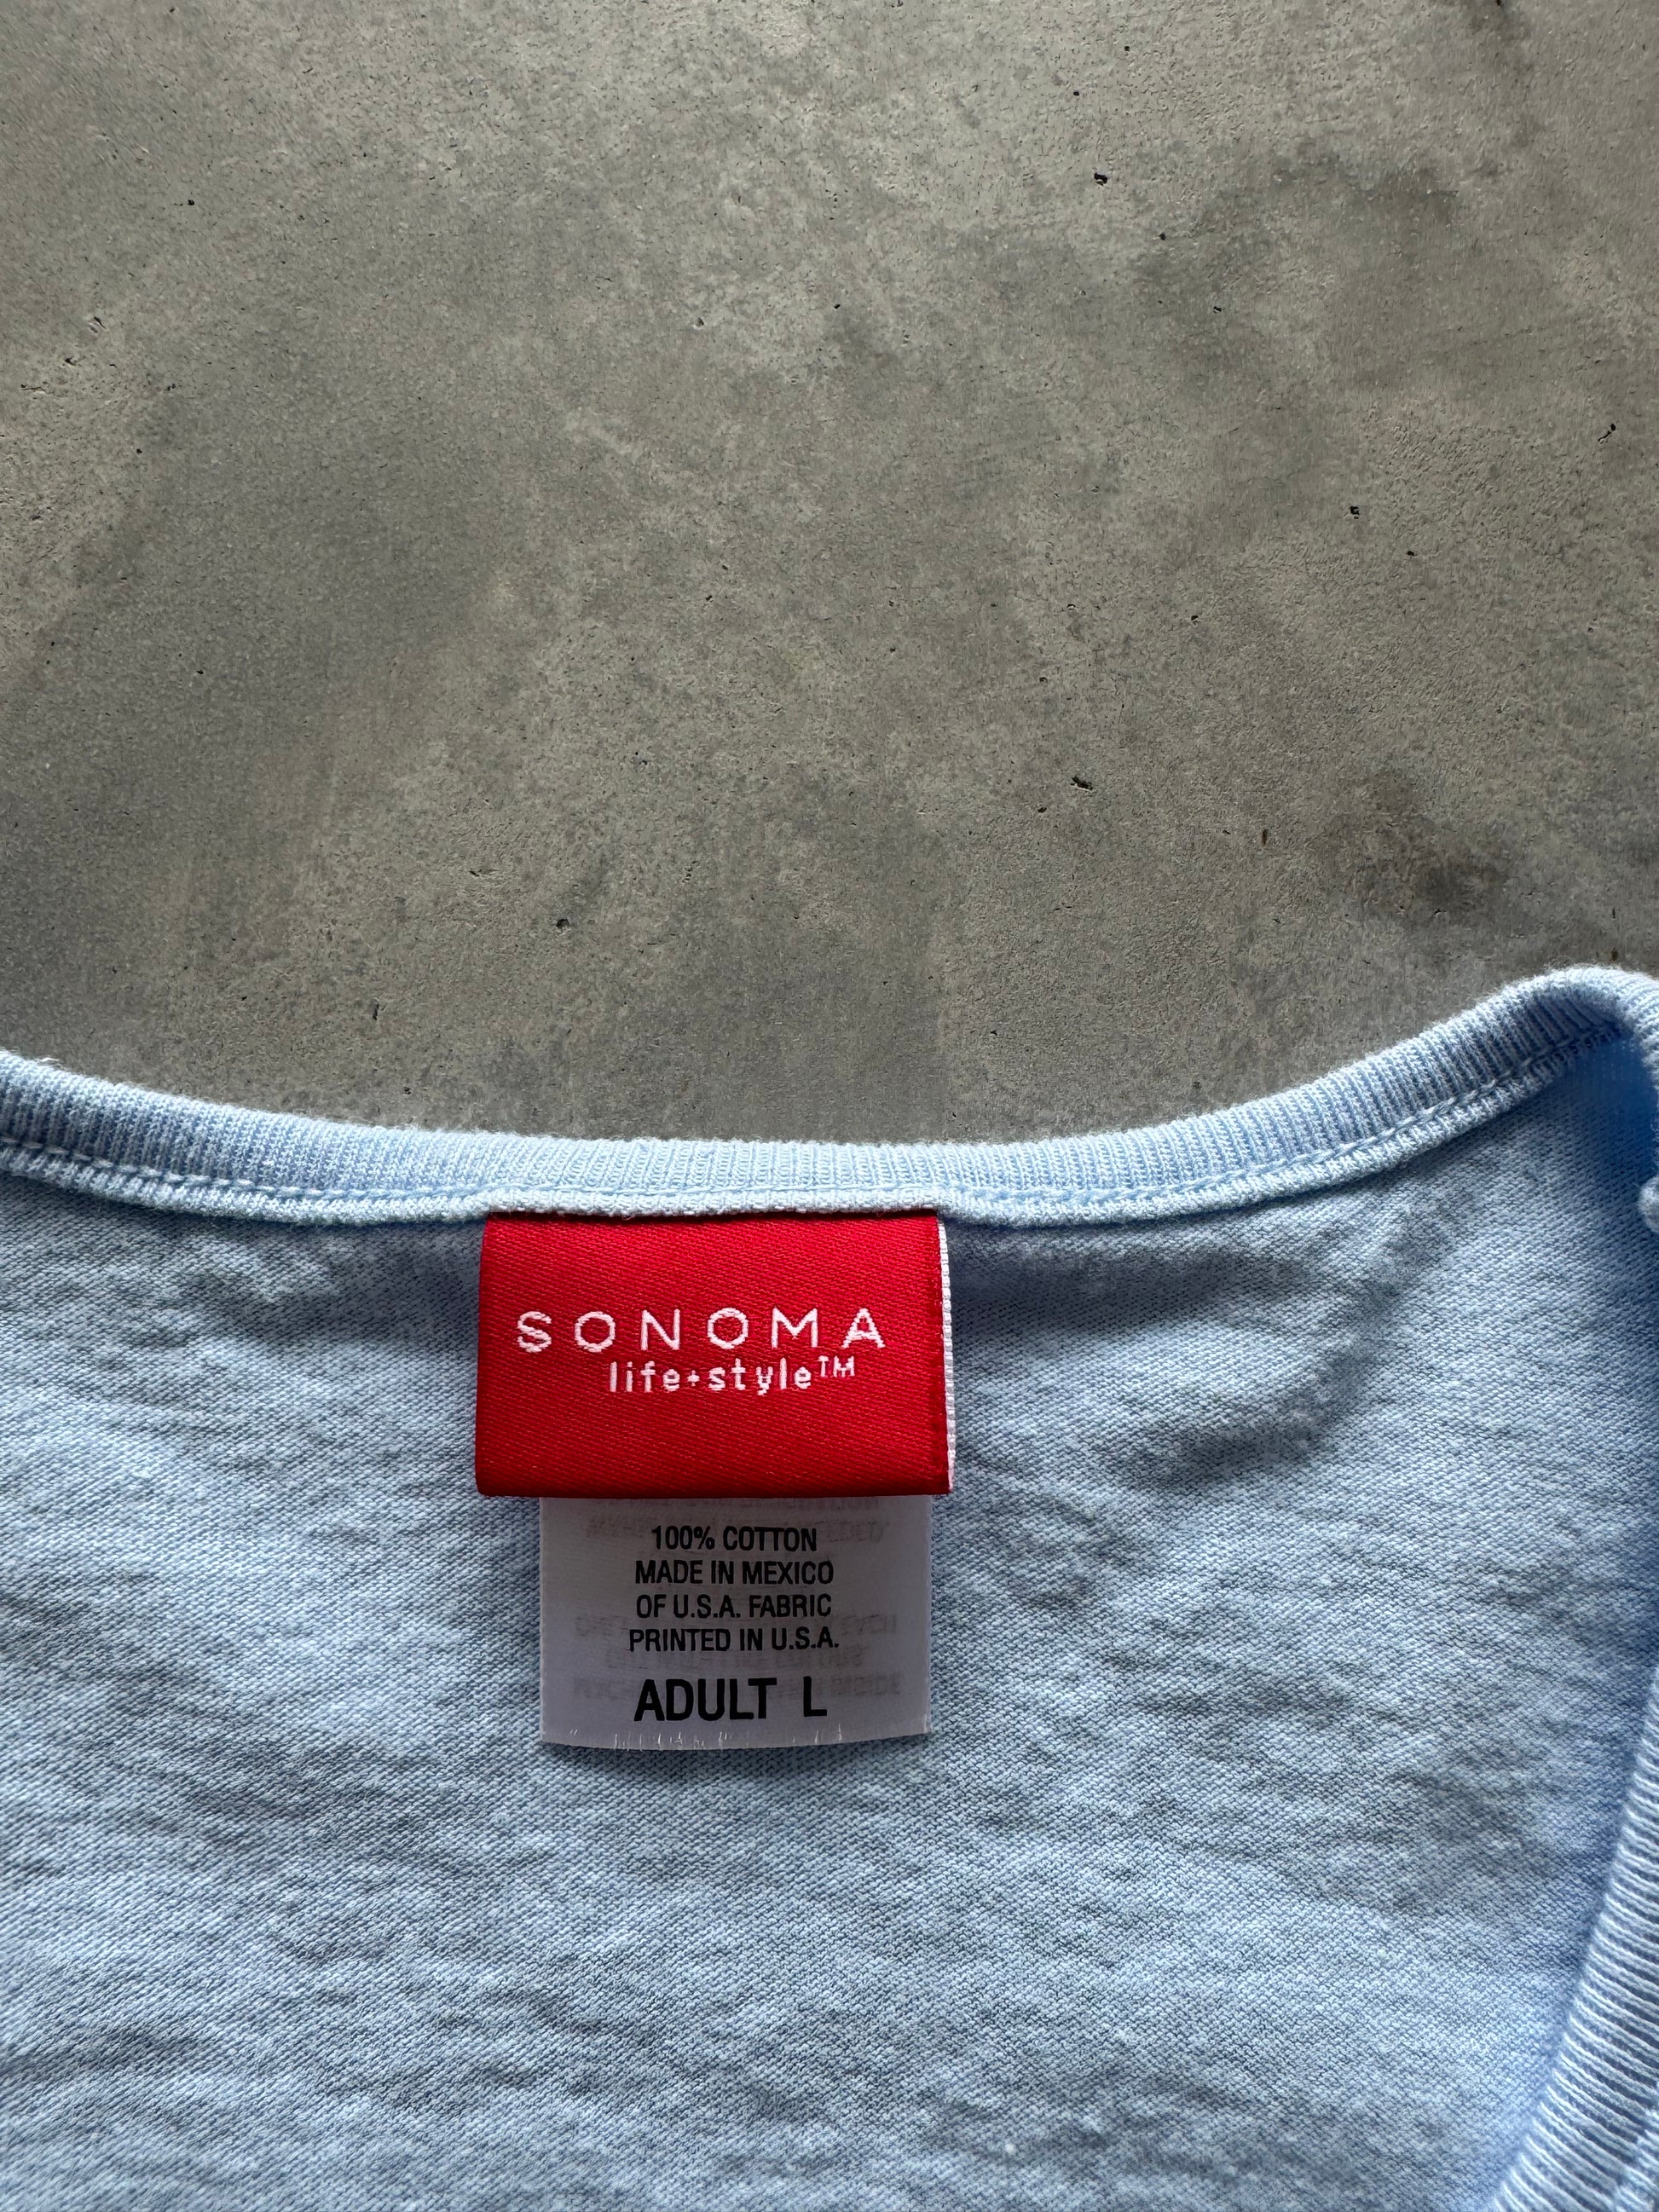 SONOMA
life+style™
100% COTTON
MADE IN MEXICO
OF U.S.A. FABRIC
PRINTED IN U.S.A.
ADULT L